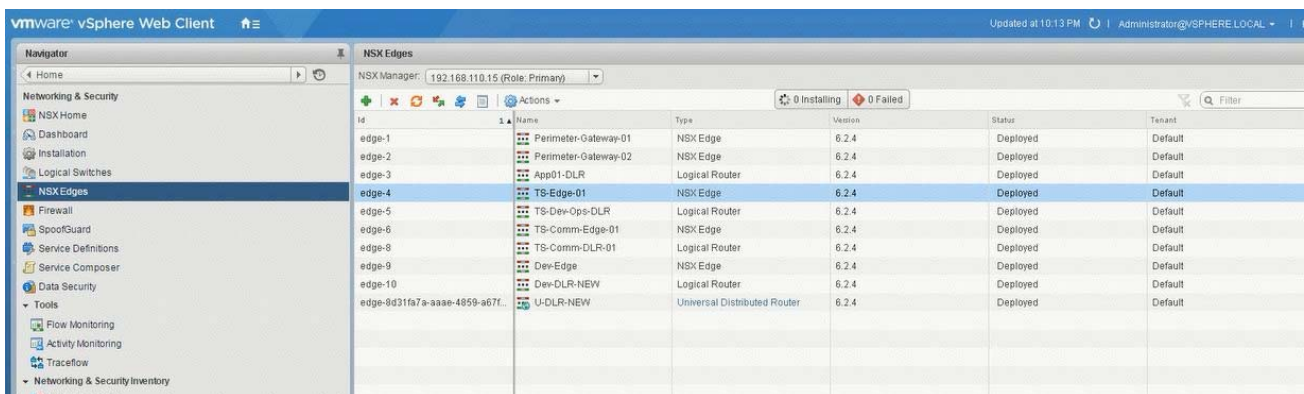 vmware® vSphere Web Client
Updated at 10:13 PM | Administrator@VSPHERE.LOCAL
Navigator
Home
Networking & Security
NSX Home
Dashboard
Installation
Logical Switches
NSX Edges
Firewall
SpoofGuard
Service Definitions
Service Composer
Data Security
Tools
Flow Monitoring
Activity Monitoring
Traceflow
Networking & Security Inventory
NSX Edges
NSX Manager: 192.168.110.15 (Role: Primary)
Actions 0 Installing 0 Failed Filter
Id 1 Name Type Version Status Tenant
edge-1 Perimeter-Gateway-01 NSX Edge 6.2.4 Deployed Default
edge-2 Perimeter-Gateway-02 NSX Edge 6.2.4 Deployed Default
edge-3 App01-DLR Logical Router 6.2.4 Deployed Default
edge-4 TS-Edge-01 NSX Edge 6.2.4 Deployed Default
edge-5 TS-Dev-Ops-DLR Logical Router 6.2.4 Deployed Default
edge-6 TS-Comm-Edge-01 NSX Edge 6.2.4 Deployed Default
edge-8 TS-Comm-DLR-01 Logical Router 6.2.4 Deployed Default
edge-9 Dev-Edge NSX Edge 6.2.4 Deployed Default
edge-10 Dev-DLR-NEW Logical Router 6.2.4 Deployed Default
edge-8d31fa7a-aaae-4859-a67f... U-DLR-NEW Universal Distributed Router 6.2.4 Deployed Default